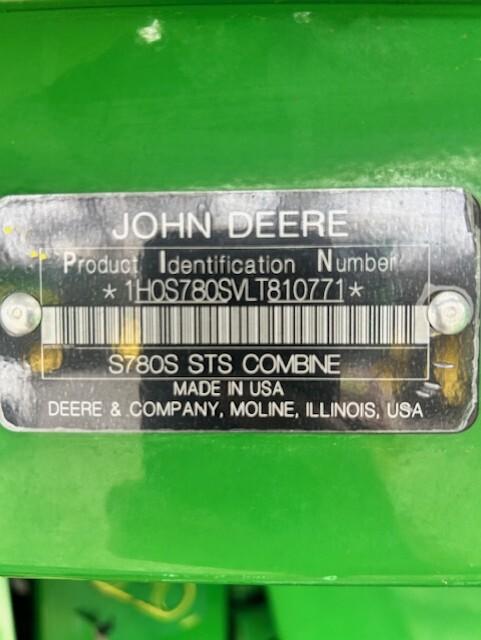 JOHN DEERE
Product Identification Number
*1H0S780SVLT810771*
S780S STS COMBINE
MADE IN USA
DEERE & COMPANY, MOLINE, ILLINOIS, USA